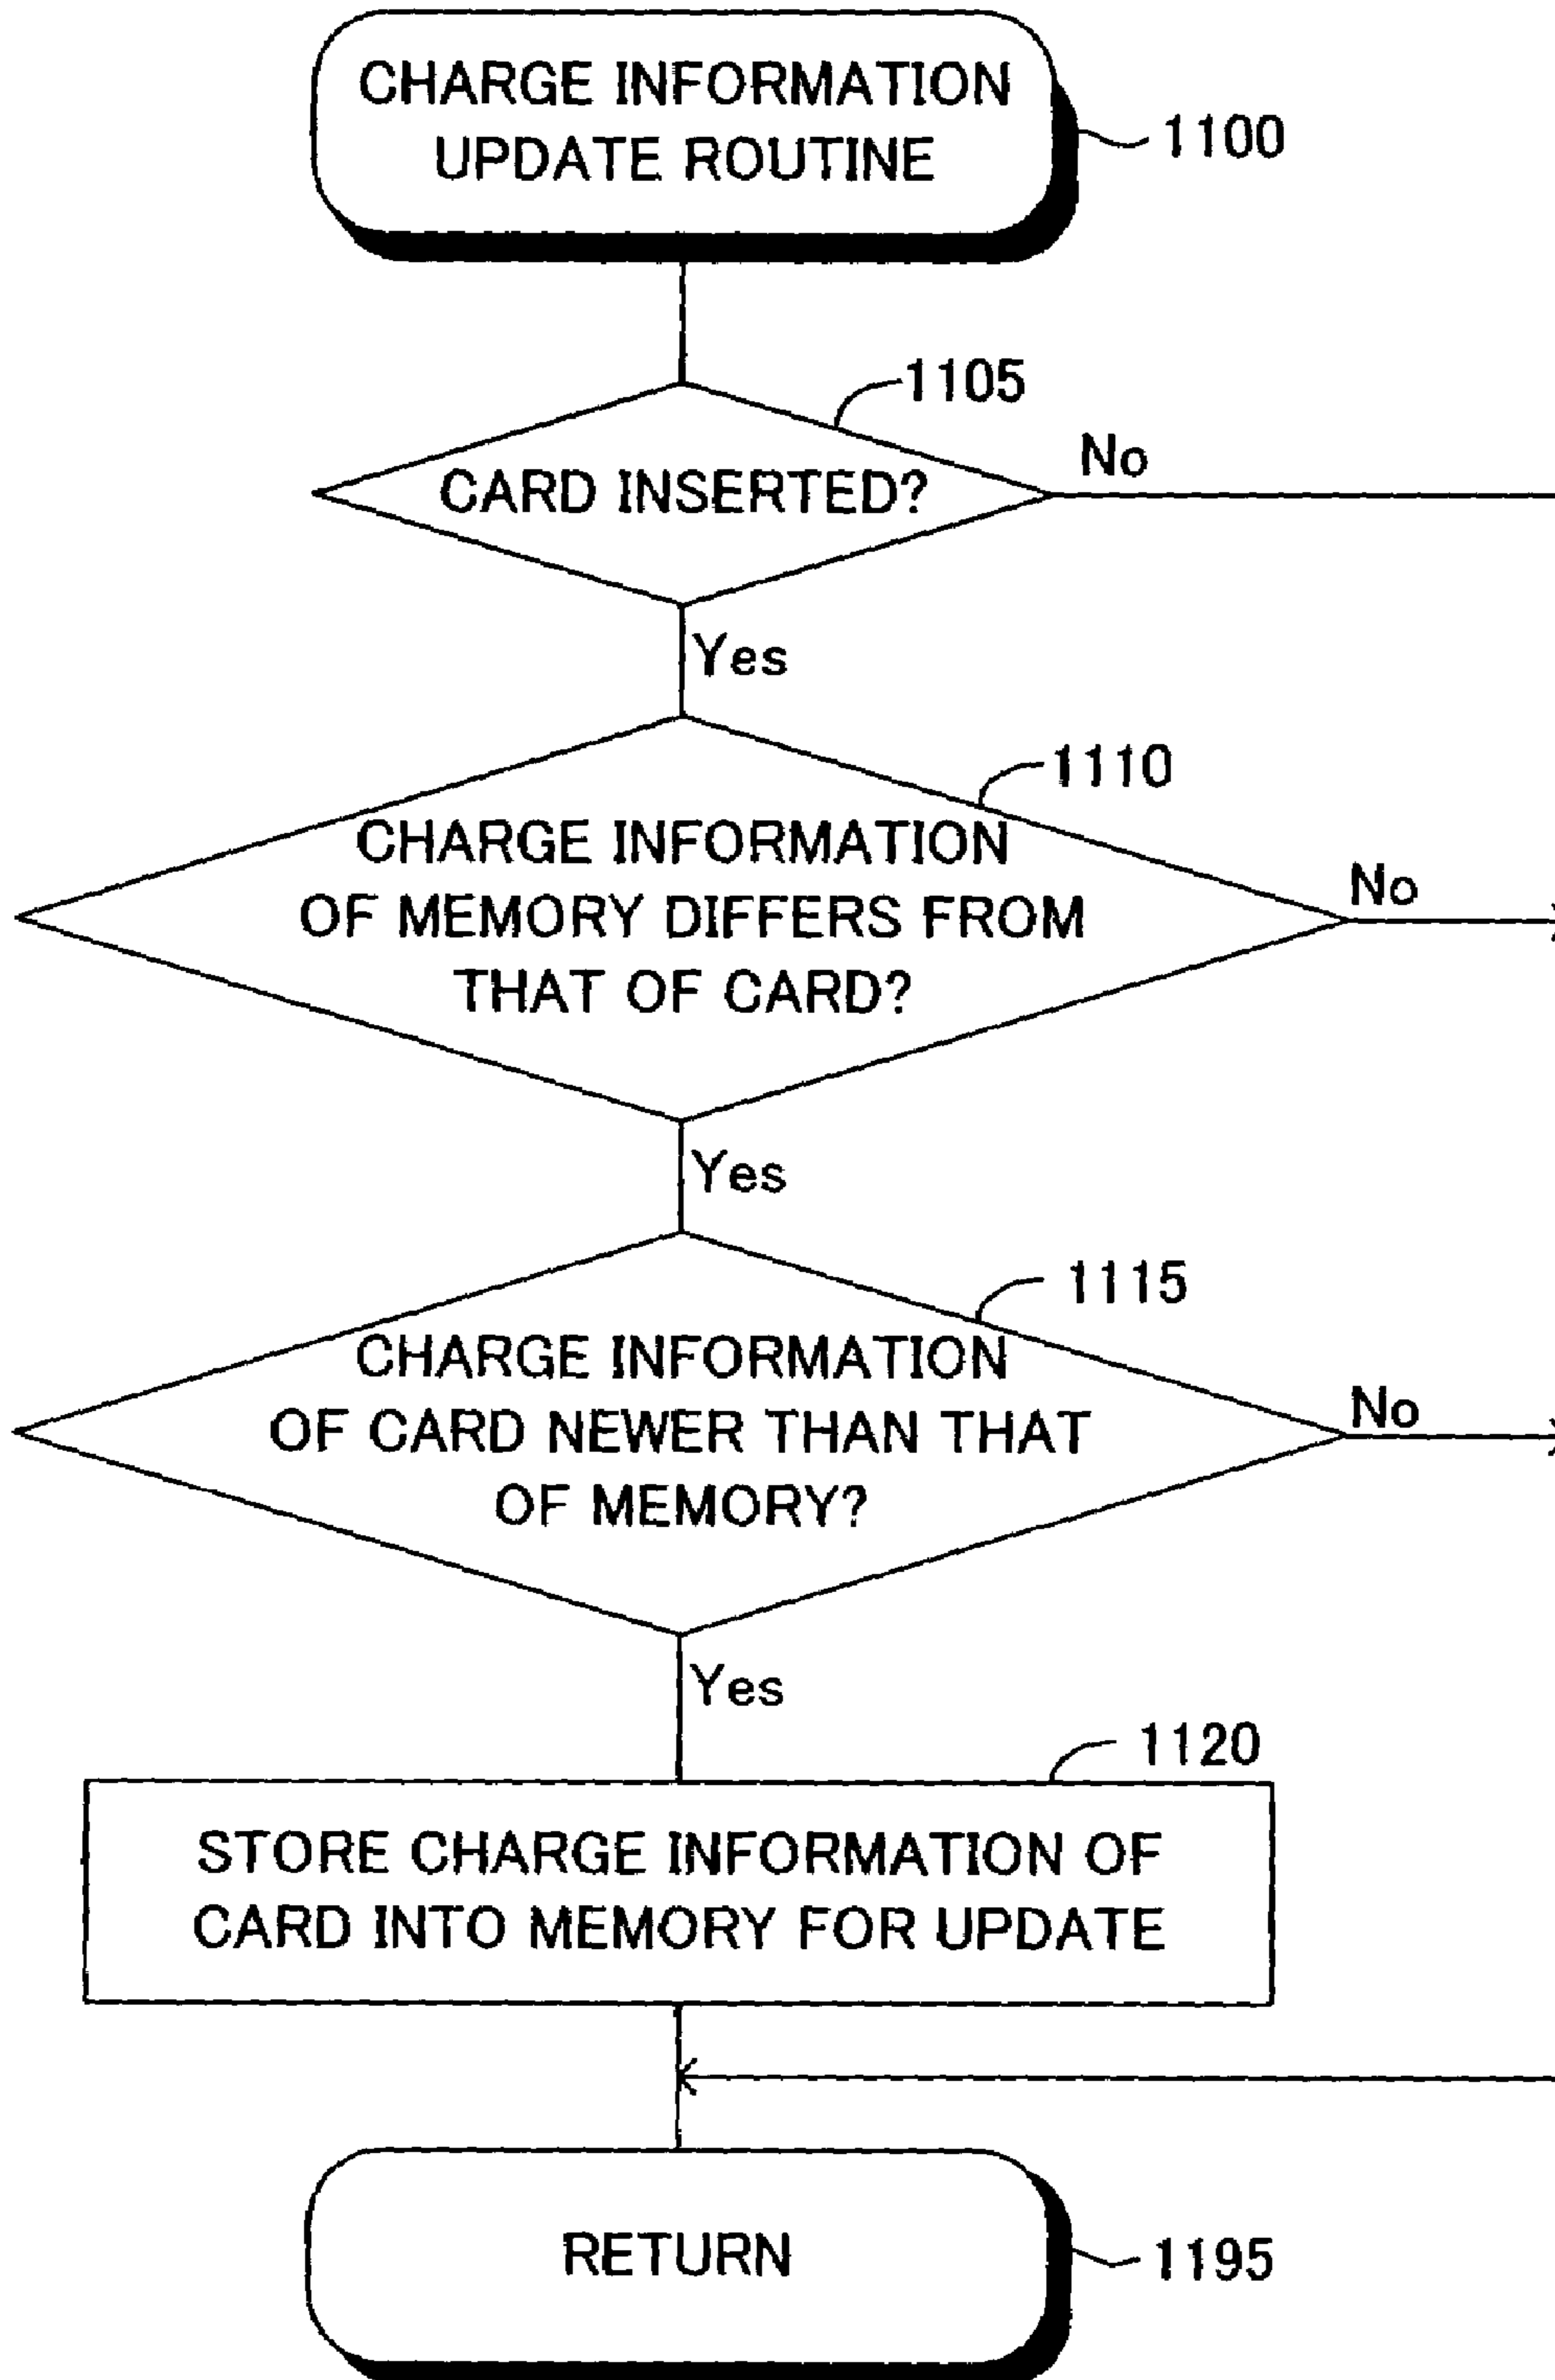 CHARGE INFORMATION
UPDATE ROUTINE
1100
1105
CARD INSERTED?
No
Yes
1110
CHARGE INFORMATION
OF MEMORY DIFFERS FROM
THAT OF CARD?
No
Yes
1115
CHARGE INFORMATION
OF CARD NEWER THAN THAT
OF MEMORY?
No
Yes
1120
STORE CHARGE INFORMATION OF
CARD INTO MEMORY FOR UPDATE
RETURN
1195